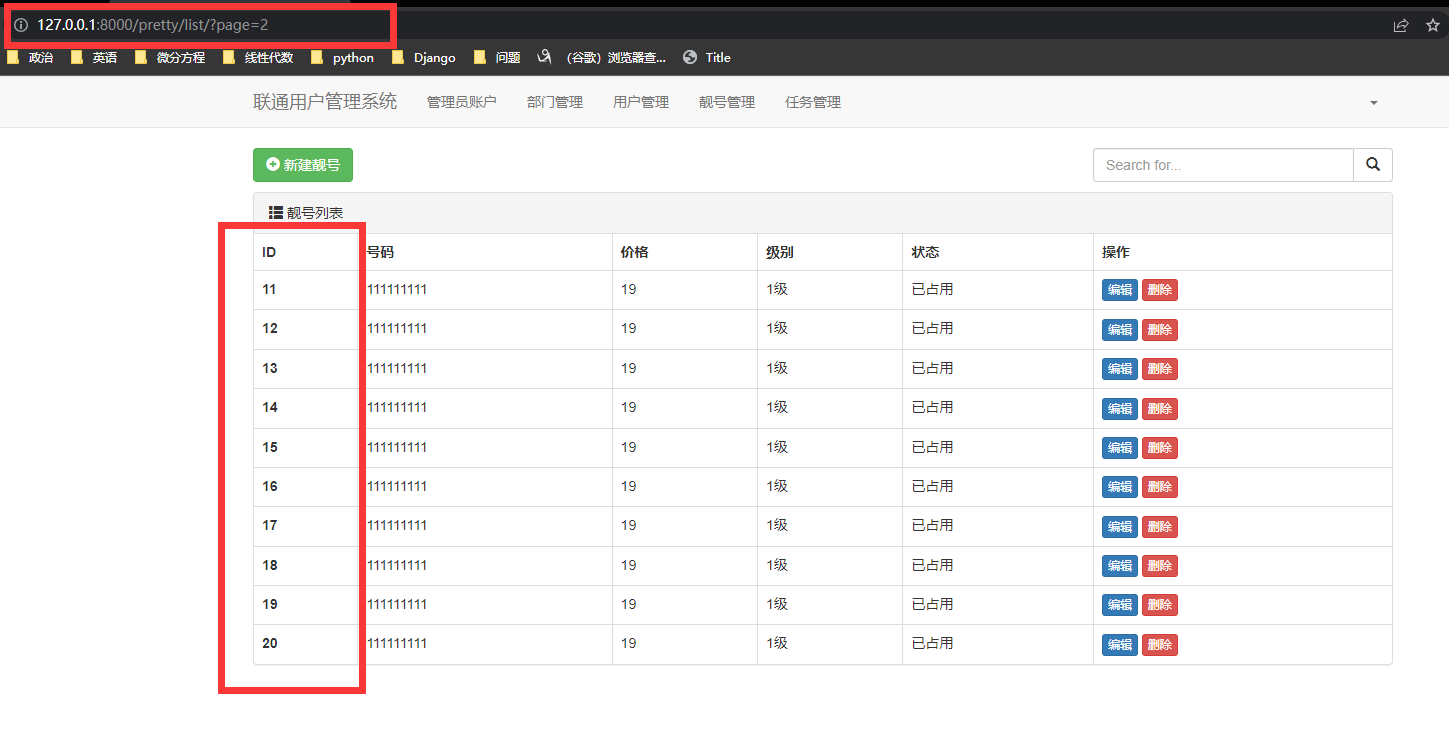 127.0.0.1:8000/pretty/list/?page=2
政治 英语 微分方程 线性代数 python Django 问题 (谷歌) 浏览器查... Title
联通用户管理系统 管理员账户 部门管理 用户管理 靓号管理 任务管理
新建靓号 Search for...
靓号列表
ID 号码 价格 级别 状态 操作
11 111111111 19 1级 已占用 编辑 删除
12 111111111 19 1级 已占用 编辑 删除
13 111111111 19 1级 已占用 编辑 删除
14 111111111 19 1级 已占用 编辑 删除
15 111111111 19 1级 已占用 编辑 删除
16 111111111 19 1级 已占用 编辑 删除
17 111111111 19 1级 已占用 编辑 删除
18 111111111 19 1级 已占用 编辑 删除
19 111111111 19 1级 已占用 编辑 删除
20 111111111 19 1级 已占用 编辑 删除